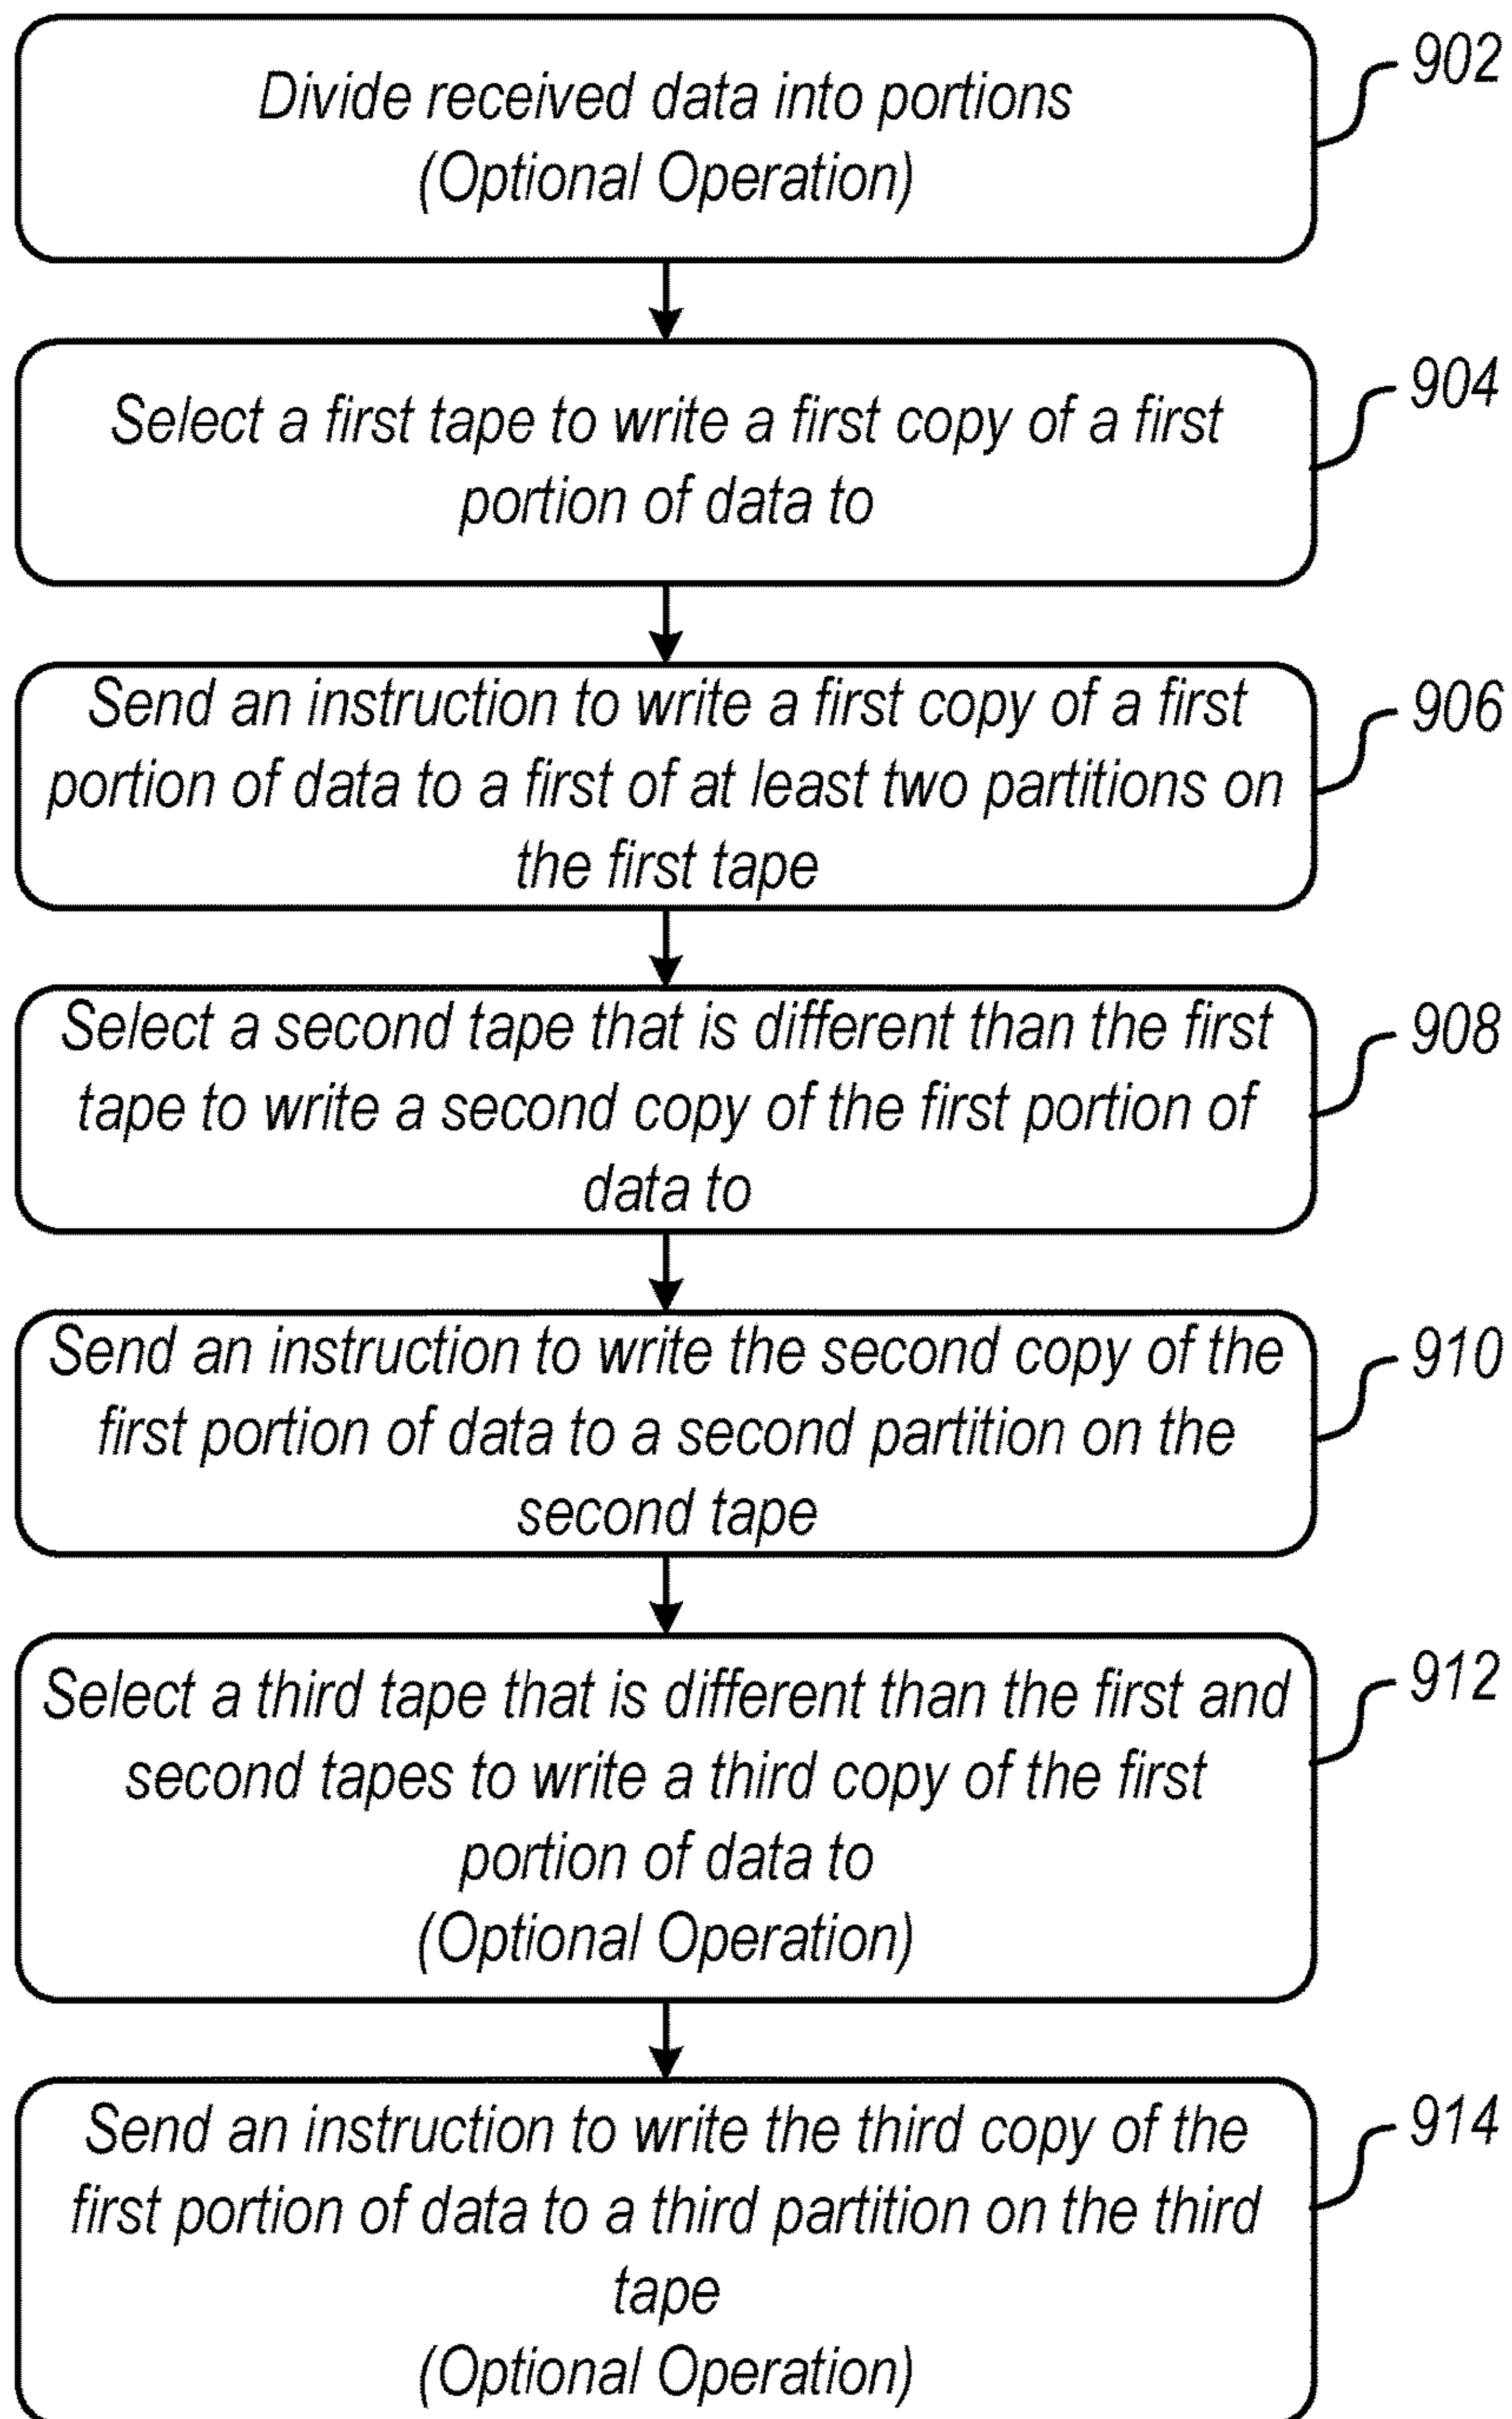 Divide received data into portions
(Optional Operation)
902
Select a first tape to write a first copy of a first
portion of data to
904
Send an instruction to write a first copy of a first
portion of data to a first of at least two partitions on
the first tape
906
Select a second tape that is different than the first
tape to write a second copy of the first portion of
data to
908
Send an instruction to write the second copy of the
first portion of data to a second partition on the
second tape
910
Select a third tape that is different than the first and
second tapes to write a third copy of the first
portion of data to
(Optional Operation)
912
Send an instruction to write the third copy of the
first portion of data to a third partition on the third
tape
(Optional Operation)
914